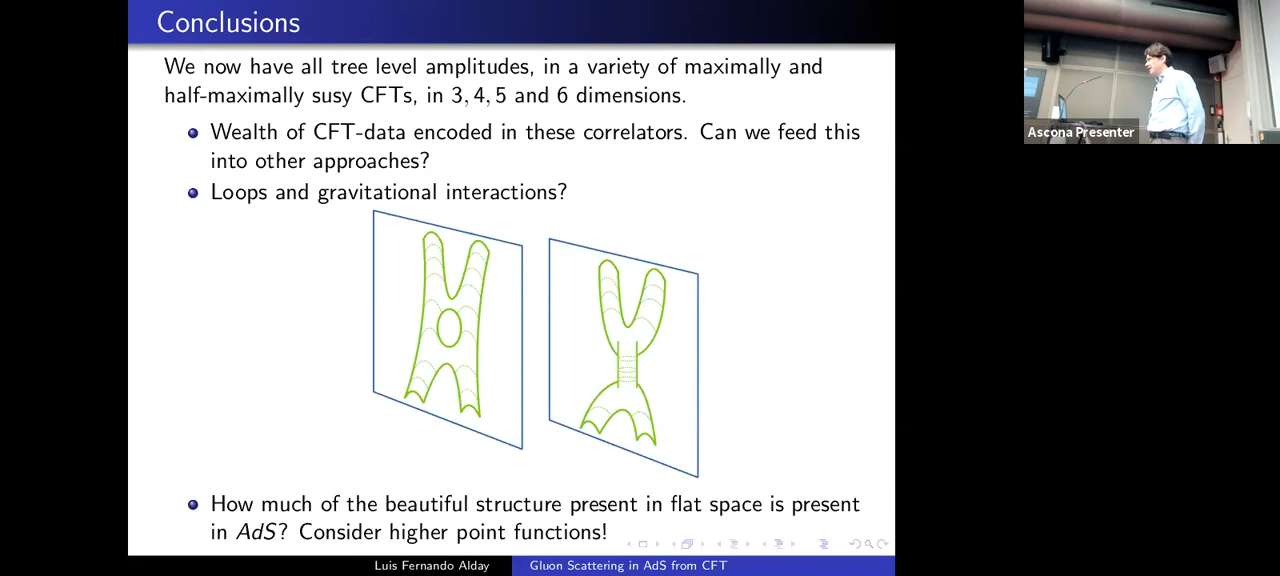 Conclusions
We now have all tree level amplitudes, in a variety of maximally and
half-maximally susy CFTs, in 3, 4, 5 and 6 dimensions.
Wealth of CFT-data encoded in these correlators. Can we feed this
into other approaches?
Loops and gravitational interactions?
How much of the beautiful structure present in flat space is present
in AdS? Consider higher point functions!
Luis Fernando Alday
Gluon Scattering in AdS from CFT
Ascona Presenter